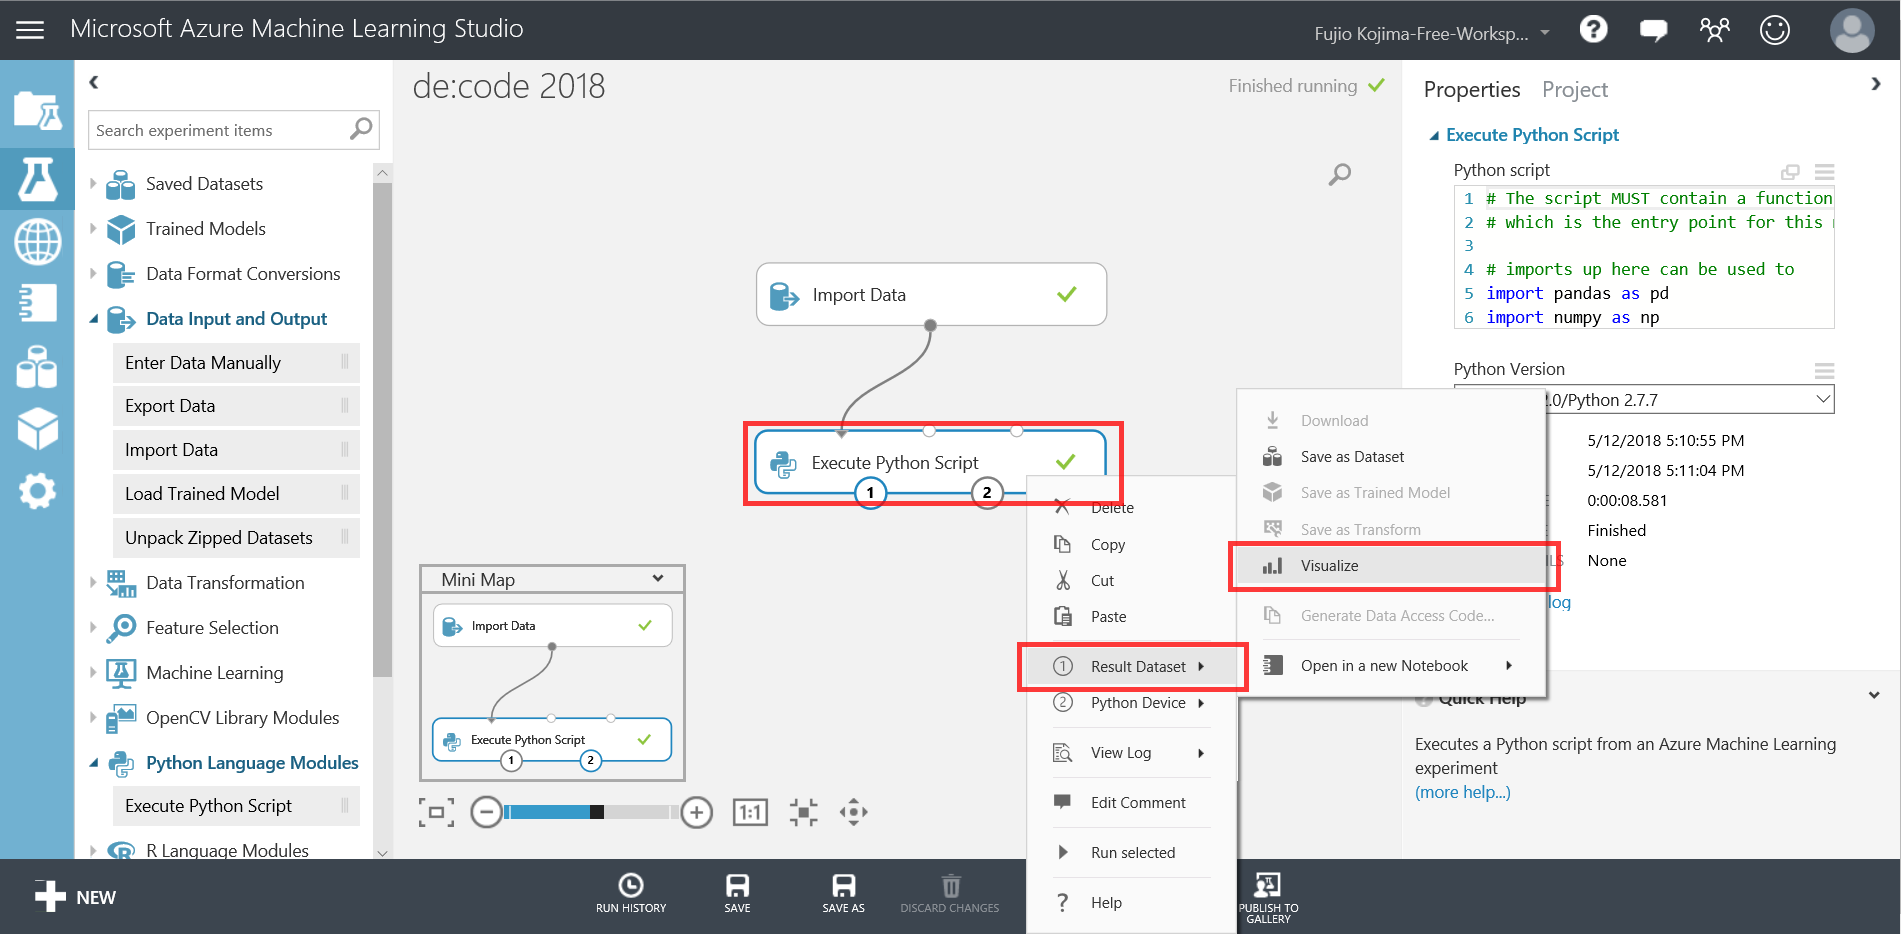 Microsoft Azure Machine Learning Studio
Fujio Kojima-Free-Worksp...
Search experiment items
Saved Datasets
Trained Models
Data Format Conversions
Data Input and Output
Enter Data Manually
Export Data
Import Data
Load Trained Model
Unpack Zipped Datasets
Data Transformation
Feature Selection
Machine Learning
OpenCV Library Modules
Python Language Modules
Execute Python Script
R Language Modules
de:code 2018
Finished running
Import Data
Execute Python Script
1
2
Mini Map
Import Data
Execute Python Script
1
2
1:1
Delete
Copy
Cut
Paste
1 Result Dataset
2 Python Device
View Log
Edit Comment
Run selected
? Help
Download
Save as Dataset
Save as Trained Model
Save as Transform
Visualize
Generate Data Access Code...
Open in a new Notebook
Properties Project
Execute Python Script
Python script
1 # The script MUST contain a function
2 # which is the entry point for this
3
4 # imports up here can be used to
5 import pandas as pd
6 import numpy as np
Python Version
.0/Python 2.7.7
5/12/2018 5:10:55 PM
5/12/2018 5:11:04 PM
0:00:08.581
Finished
None
log
Quick Help
Executes a Python script from an Azure Machine Learning
experiment
(more help...)
NEW
RUN HISTORY
SAVE
SAVE AS
DISCARD CHANGES
PUBLISH TO
GALLERY